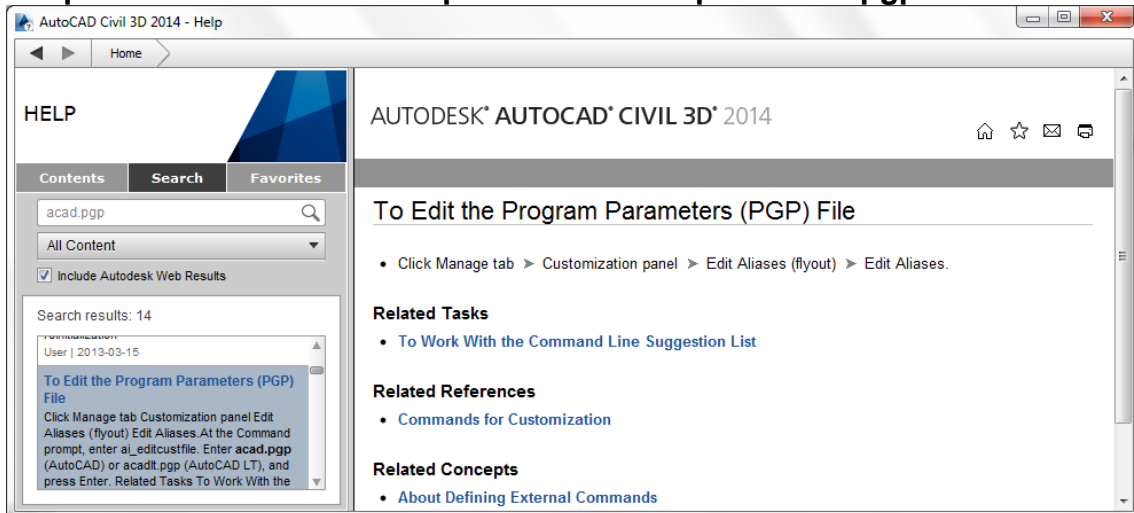 AutoCAD Civil 3D 2014 - Help
Home
HELP
Contents Search Favorites
acad.pgp
All Content
Include Autodesk Web Results
Search results: 14
User | 2013-03-15
To Edit the Program Parameters (PGP)
File
Click Manage tab Customization panel Edit
Aliases (flyout) Edit Aliases.At the Command
prompt, enter ai_editcustfile. Enter acad.pgp
(AutoCAD) or acadlt.pgp (AutoCAD LT), and
press Enter. Related Tasks To Work With the
AUTODESK® AUTOCAD® CIVIL 3D® 2014
To Edit the Program Parameters (PGP) File
• Click Manage tab ➢ Customization panel ➢ Edit Aliases (flyout) ➢ Edit Aliases.
Related Tasks
• To Work With the Command Line Suggestion List
Related References
• Commands for Customization
Related Concepts
• About Defining External Commands